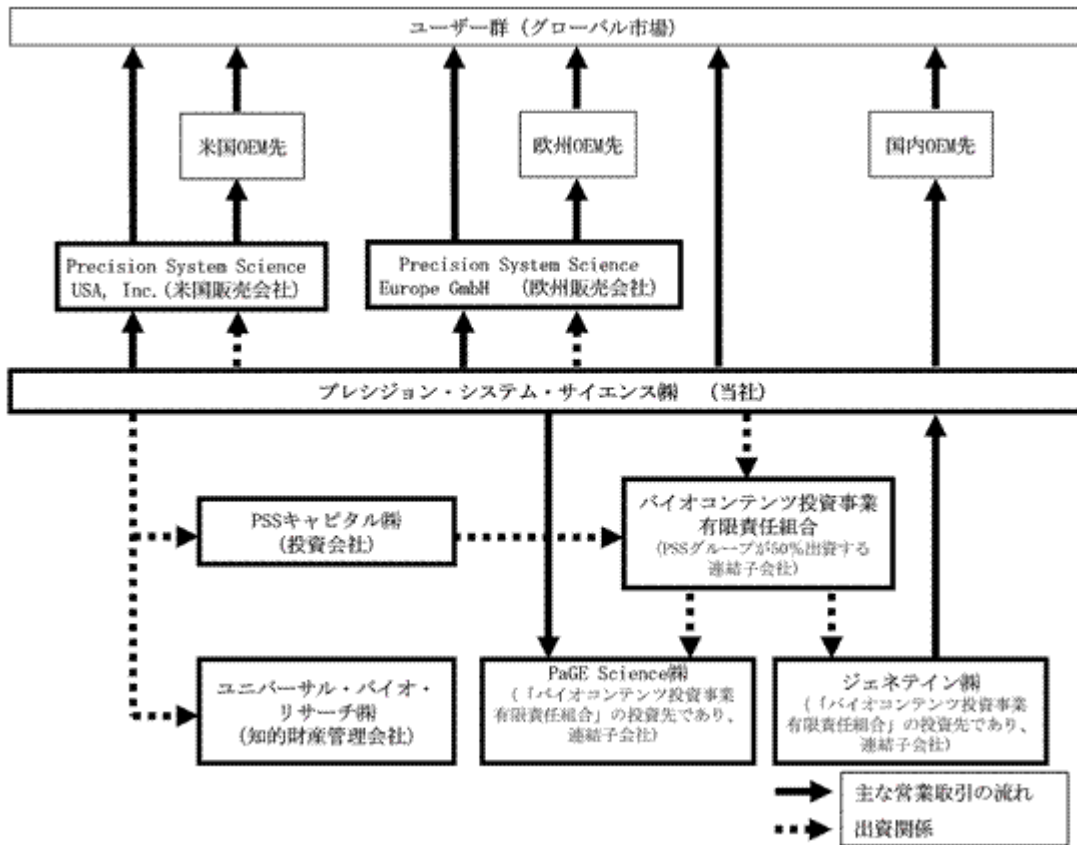 ユーザー群（グローバル市場）
米国OEM先
欧州OEM先
国内OEM先
Precision System Science
USA, Inc.(米国販売会社)
Precision System Science
Europe GmbH （欧州販売会社）
プレシジョン・システム・サイエンス㈱ （当社）
PSSキャピタル㈱
(投資会社)
バイオコンテンツ投資事業
有限責任組合
（PSSグループが50％出資する
連結子会社）
ユニバーサル・バイオ・
リサーチ㈱
(知的財産管理会社)
PaGE Science㈱
（「バイオコンテンツ投資事業
有限責任組合」の投資先であり、
連結子会社）
ジェネテイン㈱
（「バイオコンテンツ投資事業
有限責任組合」の投資先であり、
連結子会社）
主な営業取引の流れ
出資関係